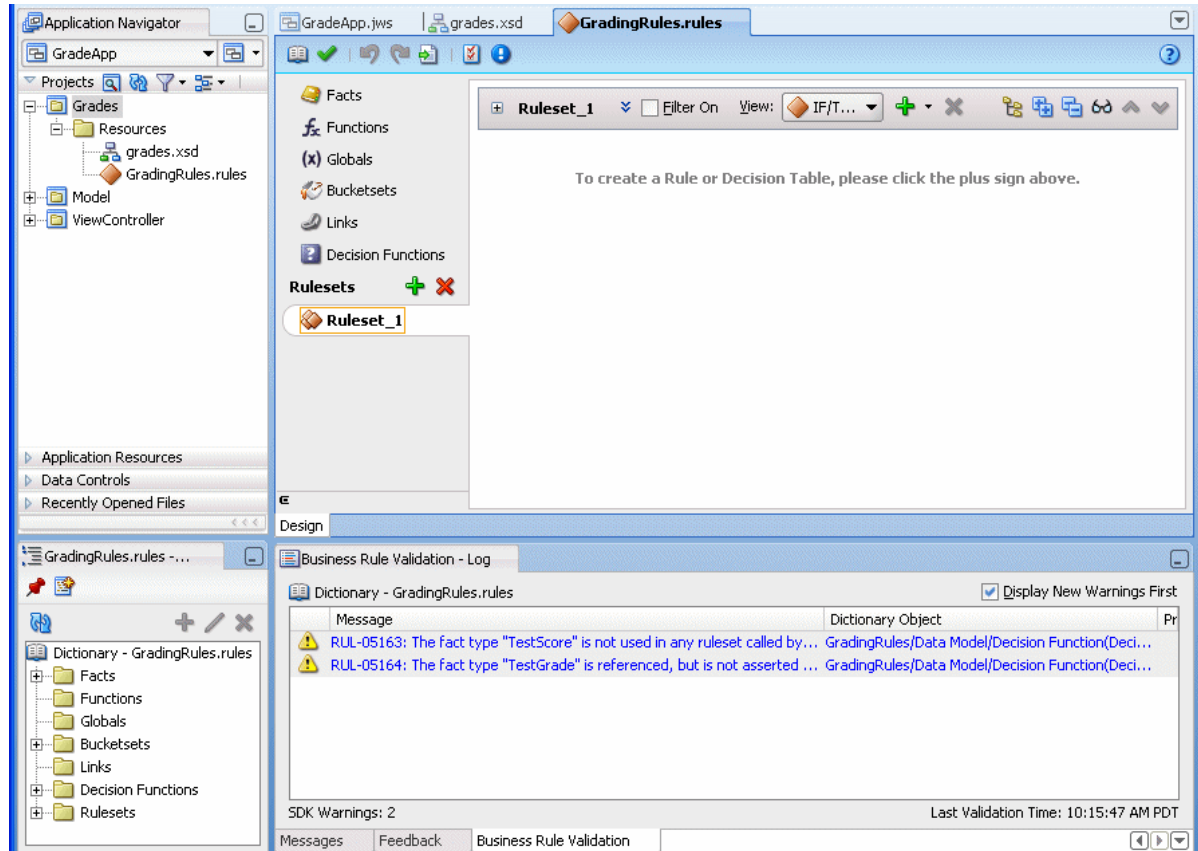 Application Navigator
GradeApp
Projects
Grades
Resources
grades.xsd
GradingRules.rules
Model
ViewController
Application Resources
Data Controls
Recently Opened Files
GradeApp.jws
grades.xsd
GradingRules.rules
Facts
Functions
(x) Globals
Bucketsets
Links
Decision Functions
Rulesets
Ruleset_1
Ruleset_1
Filter On
View:
IF/T...
To create a Rule or Decision Table, please click the plus sign above.
Design
GradingRules.rules -...
Dictionary - GradingRules.rules
Facts
Functions
Globals
Bucketsets
Links
Decision Functions
Rulesets
Business Rule Validation - Log
Dictionary - GradingRules.rules
Display New Warnings First
Message Dictionary Object Pr
RUL-05163: The fact type "TestScore" is not used in any ruleset called by... GradingRules/Data Model/Decision Function(Deci...
RUL-05164: The fact type "TestGrade" is referenced, but is not asserted ... GradingRules/Data Model/Decision Function(Deci...
SDK Warnings: 2
Last Validation Time: 10:15:47 AM PDT
Messages Feedback Business Rule Validation